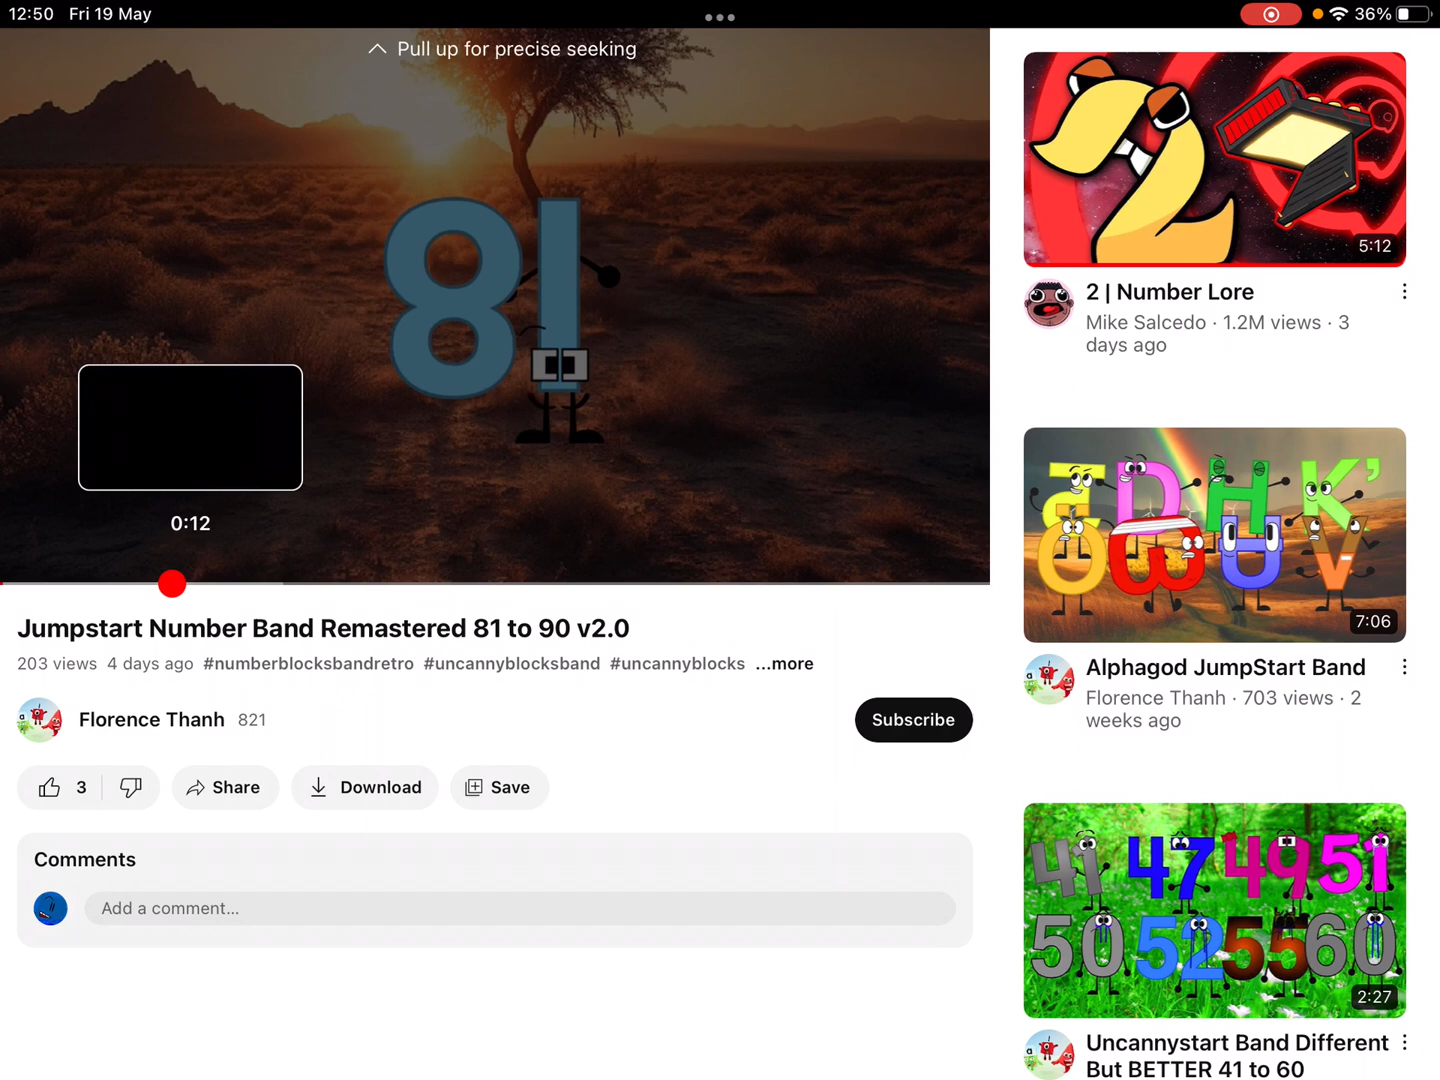 12:50 Fri 19 May
36%
Pull up for precise seeking
81
0:12
Jumpstart Number Band Remastered 81 to 90 v2.0
203 views 4 days ago #numberblocksbandretro #uncannyblocksband #uncannyblocks ...more
Florence Thanh 821
Subscribe
3
Share
Download
Save
Comments
Add a comment...
2
5:12
2 | Number Lore
Mike Salcedo · 1.2M views · 3
days ago
7:06
Alphagod JumpStart Band
Florence Thanh · 703 views · 2
weeks ago
41 47 49 51
50 52 55 60
2:27
Uncannystart Band Different
But BETTER 41 to 60